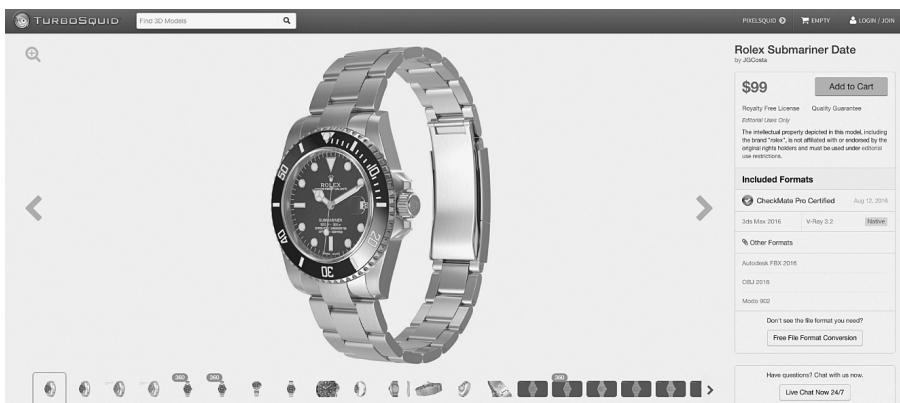 TURBOSQUID
Find 3D Models
PIXELSQUID
EMPTY
LOGIN / JOIN
Rolex Submariner Date
by JGCosta
$99
Add to Cart
Royalty Free License
Quality Guarantee
Editorial Uses Only
The intellectual property depicted in this model, including
the brand "rolex", is not affiliated with or endorsed by the
original rights holders and must be used under editorial
use restrictions.
Included Formats
CheckMate Pro Certified
Aug 12, 2016
3ds Max 2016
V-Ray 3.2
Native
Other Formats
Autodesk FBX 2016
OBJ 2016
Modo 902
Don't see the file format you need?
Free File Format Conversion
Have questions? Chat with us now.
Live Chat Now 24/7
ROLEX
SUBMARINER
10
20
30
40
50
360
360
360